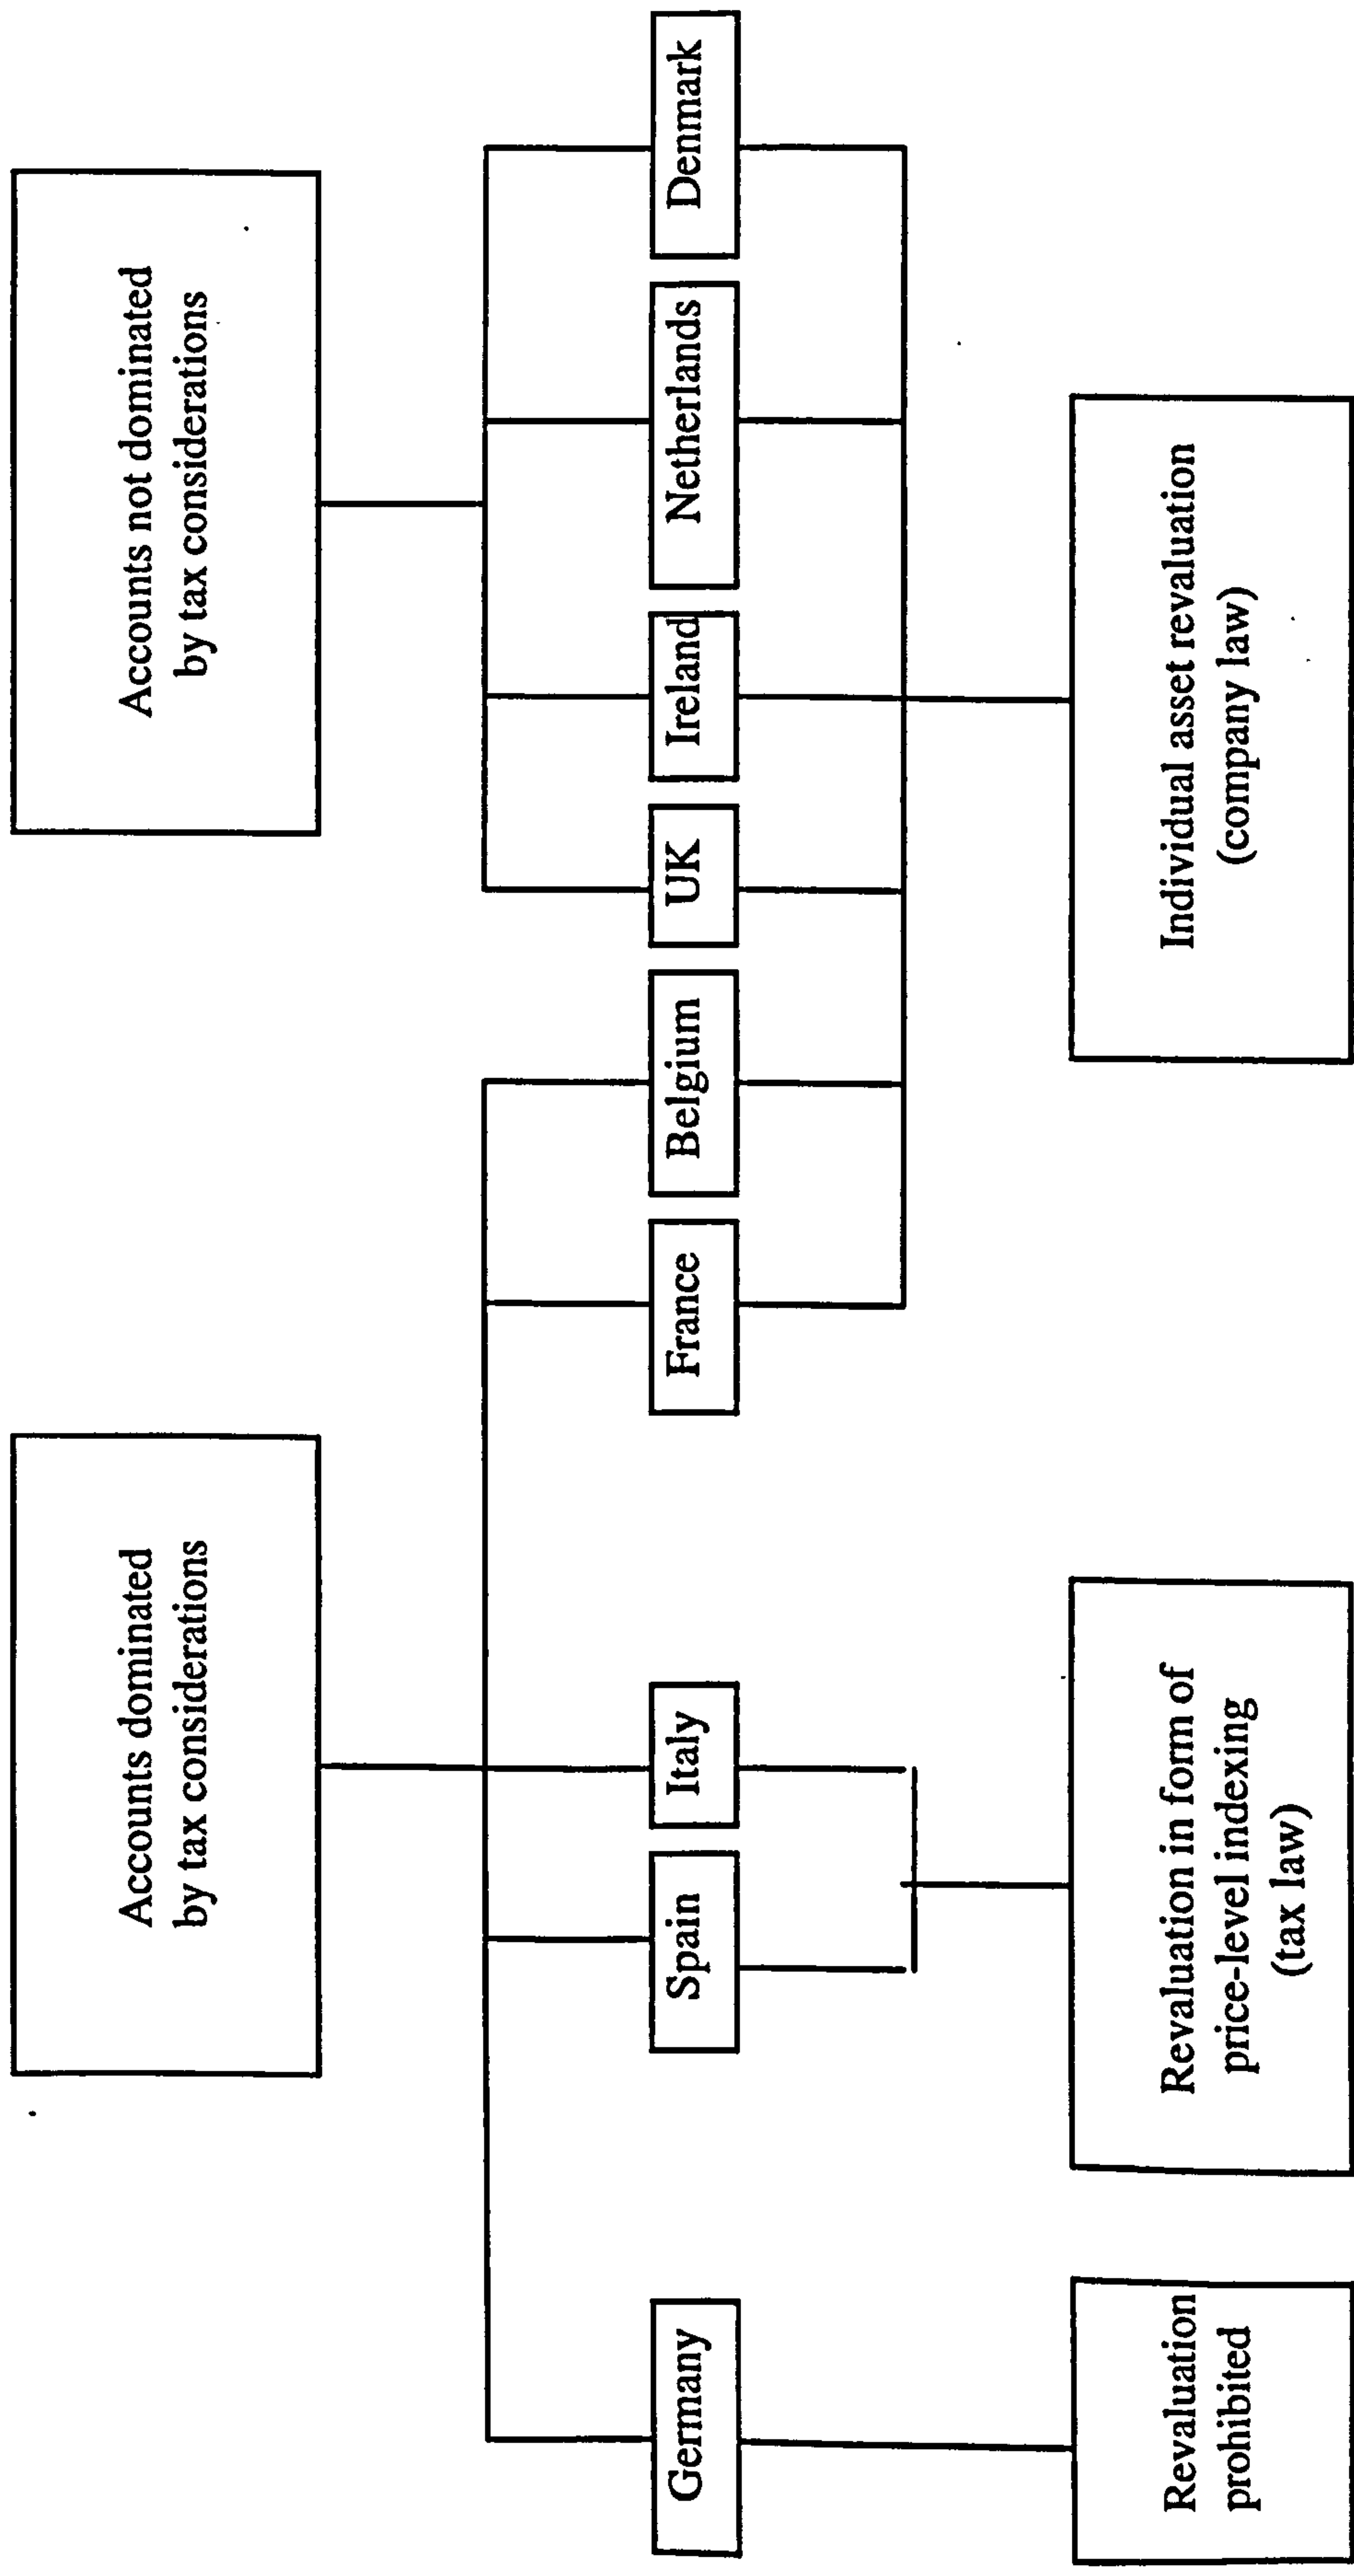 Accounts dominated
by tax considerations
Accounts not dominated
by tax considerations
Germany
Spain
Italy
France
Belgium
UK
Ireland
Netherlands
Denmark
Revaluation
prohibited
Revaluation in form of
price-level indexing
(tax law)
Individual asset revaluation
(company law)